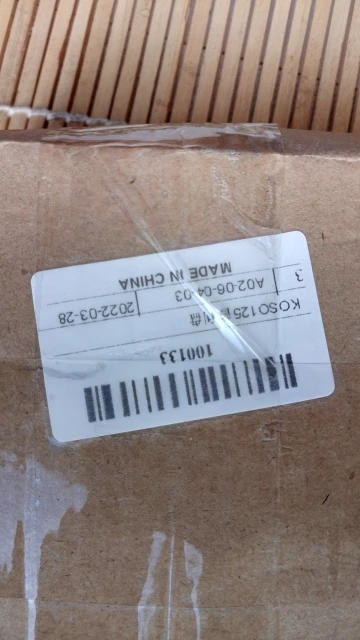 100133
KOSO125
3 A02-06-04-03 2022-03-28
MADE IN CHINA